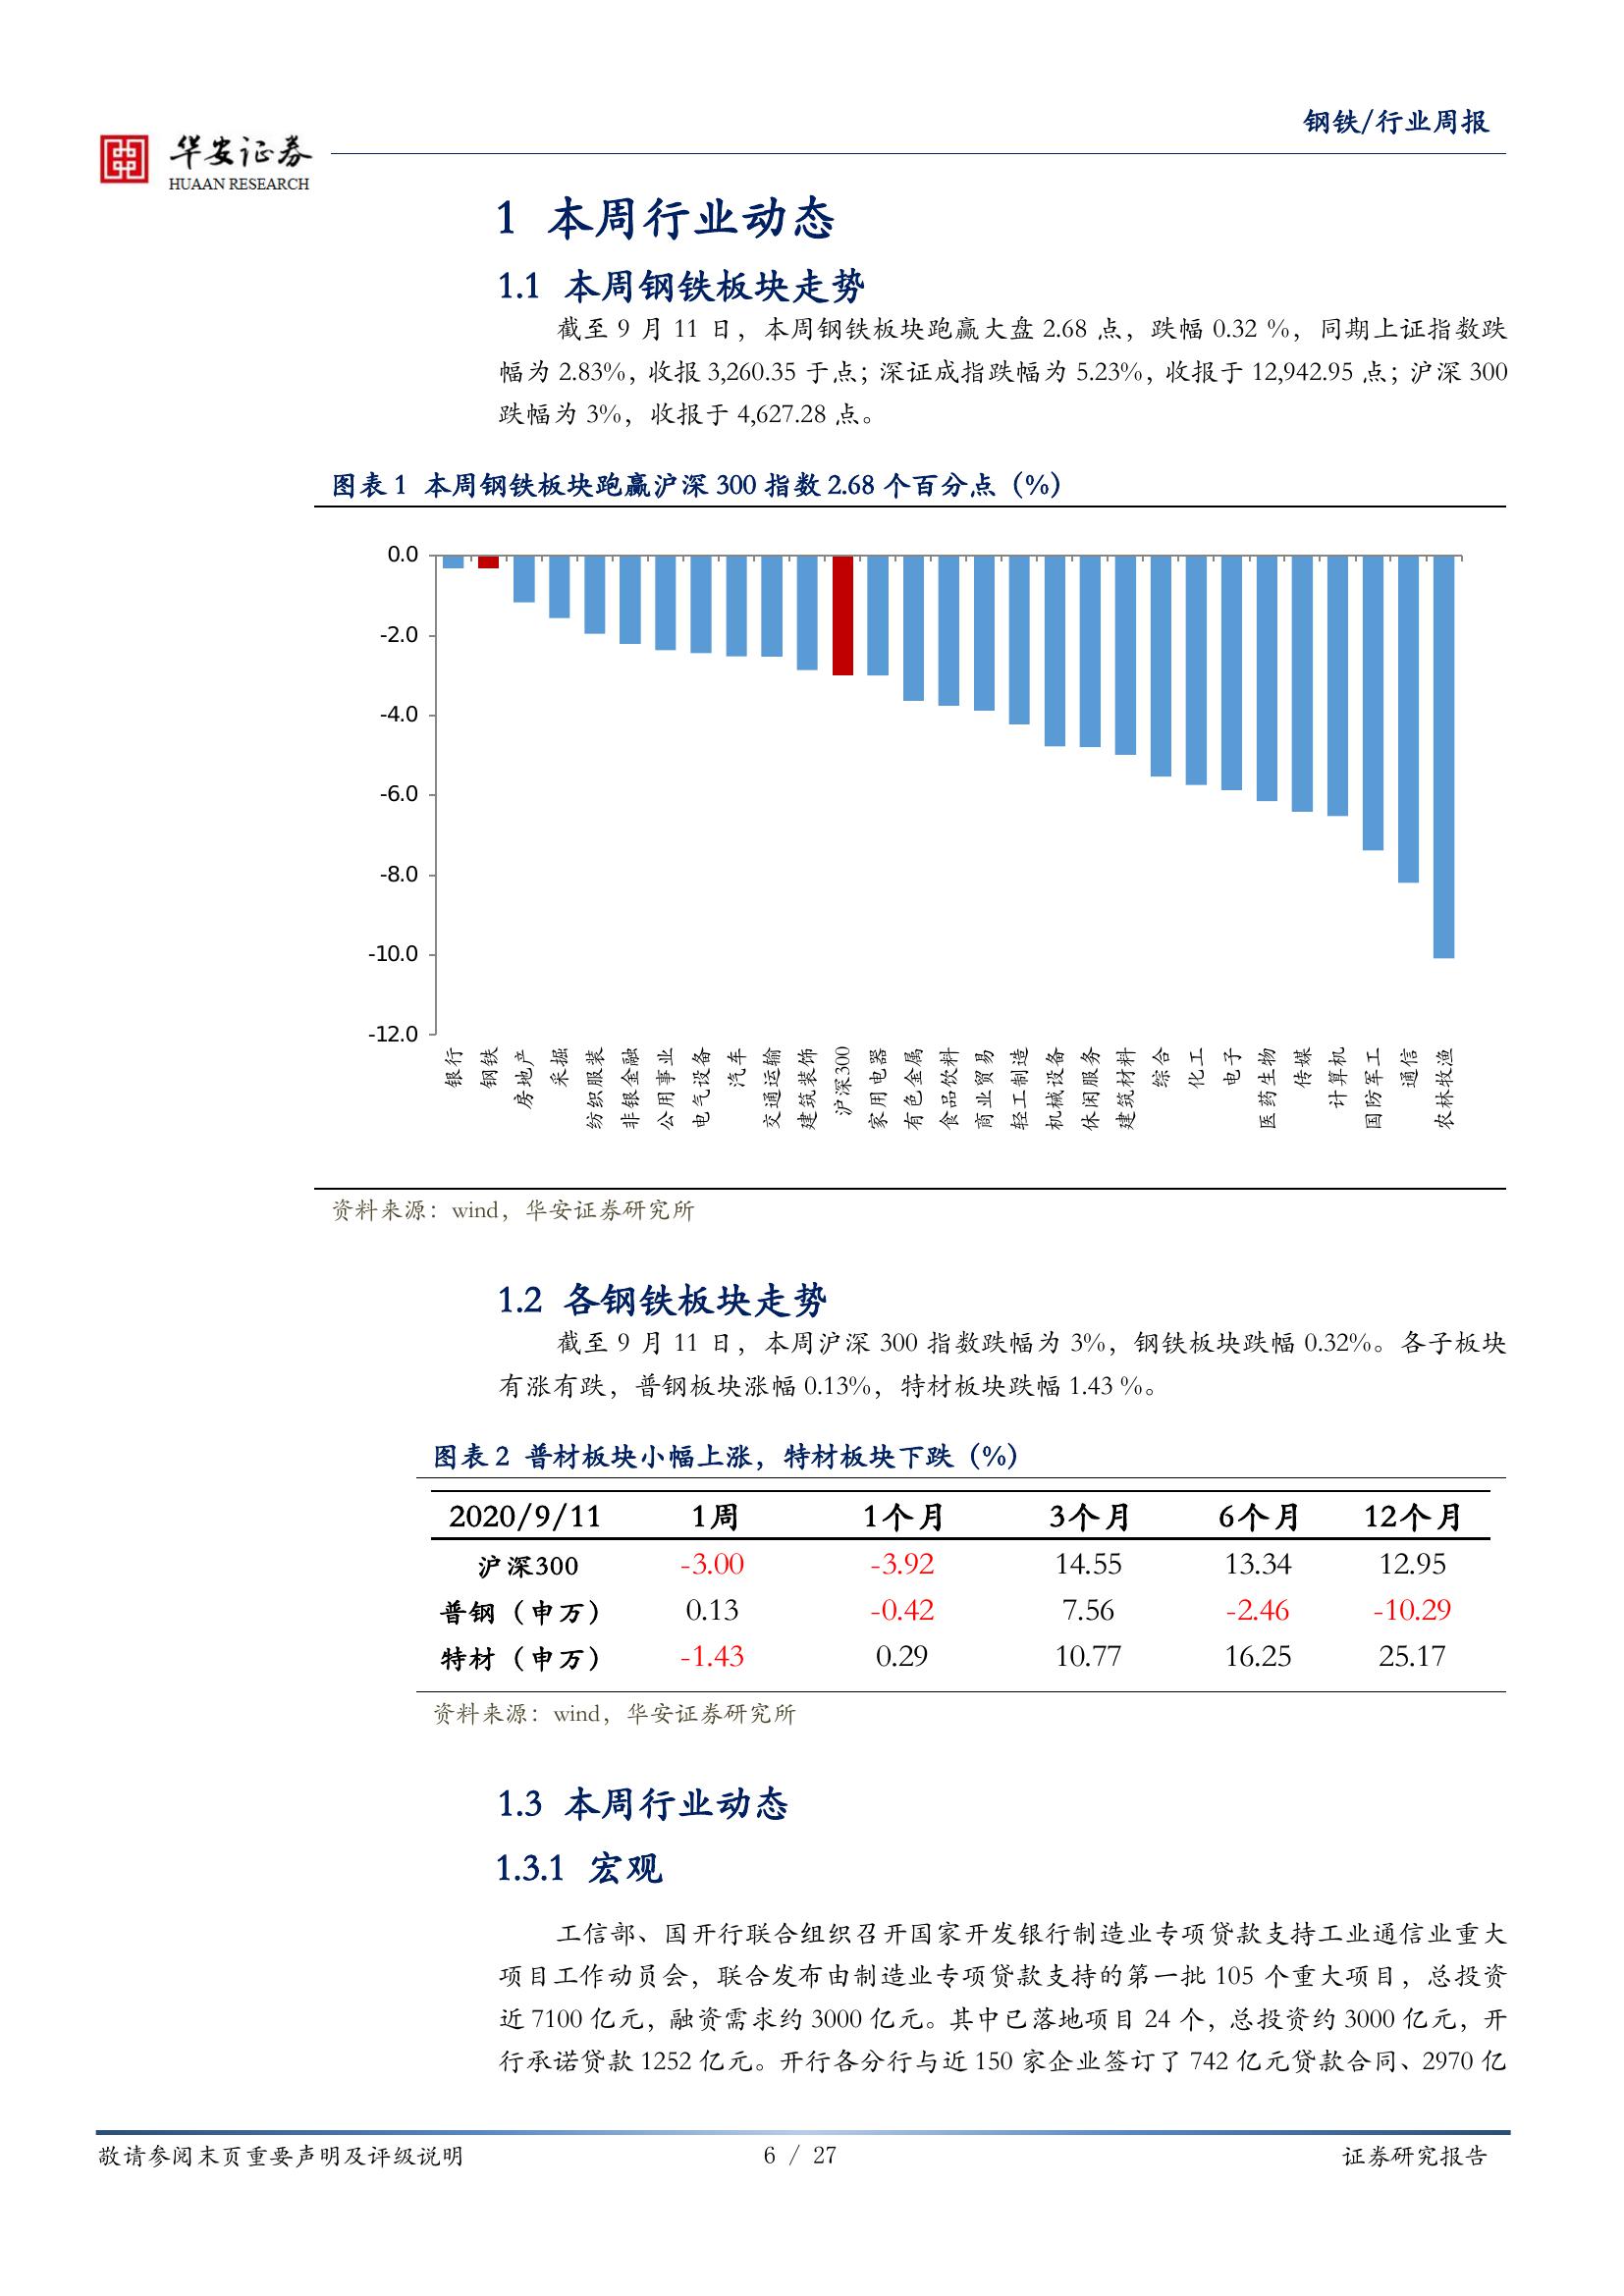 钢铁/行业周报
华安证券
HUAAN RESEARCH
1 本周行业动态
1.1 本周钢铁板块走势
截至 9 月 11 日，本周钢铁板块跑赢大盘 2.68 点，跌幅 0.32 %，同期上证指数跌
幅为 2.83%，收报 3,260.35 于点；深证成指跌幅为 5.23%，收报于 12,942.95 点；沪深 300
跌幅为 3%，收报于 4,627.28 点。
图表 1 本周钢铁板块跑赢沪深 300 指数 2.68 个百分点（%）
0.0
-2.0
-4.0
-6.0
-8.0
-10.0
-12.0
银行
钢铁
房地产
采掘
纺织服装
非银金融
公用事业
电气设备
汽车
交通运输
建筑装饰
沪深300
家用电器
有色金属
食品饮料
商业贸易
轻工制造
机械设备
休闲服务
建筑材料
综合
化工
电子
医药生物
传媒
计算机
国防军工
通信
农林牧渔
资料来源：wind，华安证券研究所
1.2 各钢铁板块走势
截至 9 月 11 日，本周沪深 300 指数跌幅为 3%，钢铁板块跌幅 0.32%。各子板块
有涨有跌，普钢板块涨幅 0.13%，特材板块跌幅 1.43 %。
图表 2 普材板块小幅上涨，特材板块下跌（%）
2020/9/11 1周 1个月 3个月 6个月 12个月
沪深300 -3.00 -3.92 14.55 13.34 12.95
普钢（申万） 0.13 -0.42 7.56 -2.46 -10.29
特材（申万） -1.43 0.29 10.77 16.25 25.17
资料来源：wind，华安证券研究所
1.3 本周行业动态
1.3.1 宏观
工信部、国开行联合组织召开国家开发银行制造业专项贷款支持工业通信业重大
项目工作动员会，联合发布由制造业专项贷款支持的第一批 105 个重大项目，总投资
近 7100 亿元，融资需求约 3000 亿元。其中已落地项目 24 个，总投资约 3000 亿元，开
行承诺贷款 1252 亿元。开行各分行与近 150 家企业签订了 742 亿元贷款合同、2970 亿
敬请参阅末页重要声明及评级说明 6 / 27 证券研究报告